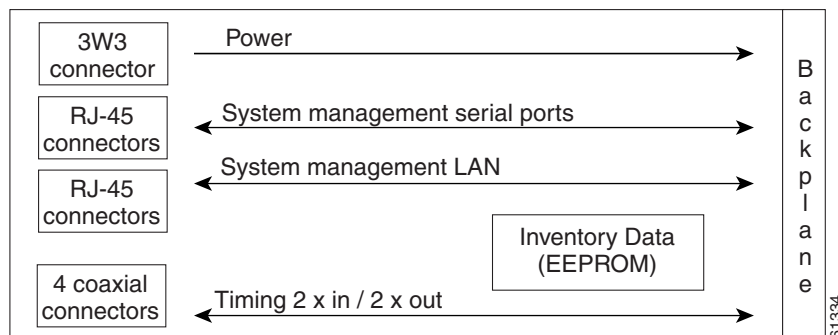 3W3
connector
Power
RJ-45
connectors
System management serial ports
RJ-45
connectors
System management LAN
Inventory Data
(EEPROM)
4 coaxial
connectors
Timing 2 x in / 2 x out
Backplane